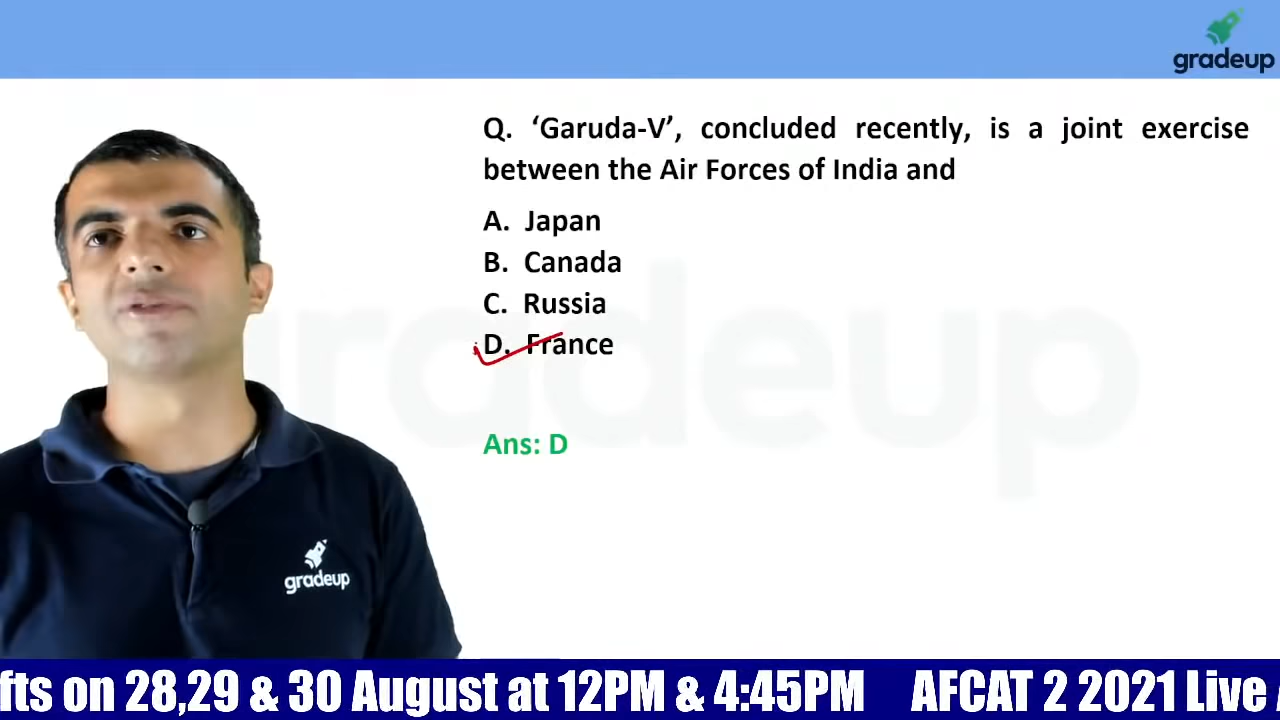 gradeup
Q. ‘Garuda-V’, concluded recently, is a joint exercise
between the Air Forces of India and
A. Japan
B. Canada
C. Russia
D. France
Ans: D
gradeup
gradeup
fts on 28,29 & 30 August at 12PM & 4:45PM AFCAT 2 2021 Live